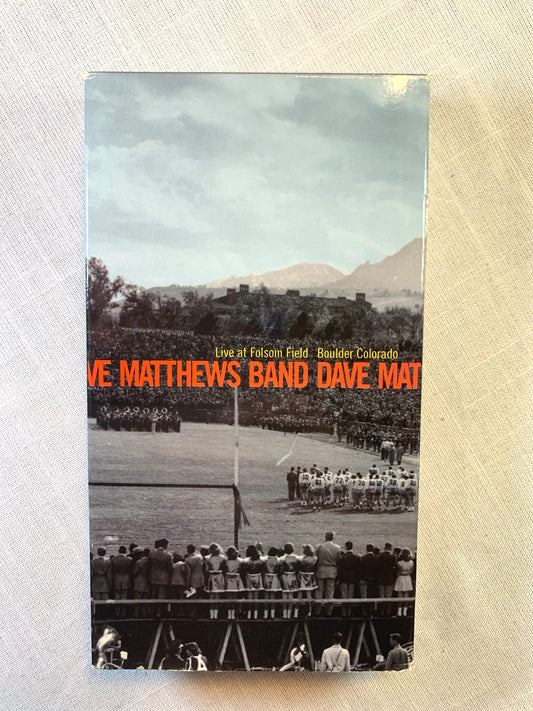 Live at Folsom Field Boulder Colorado
VE MATTHEWS BAND DAVE MAT